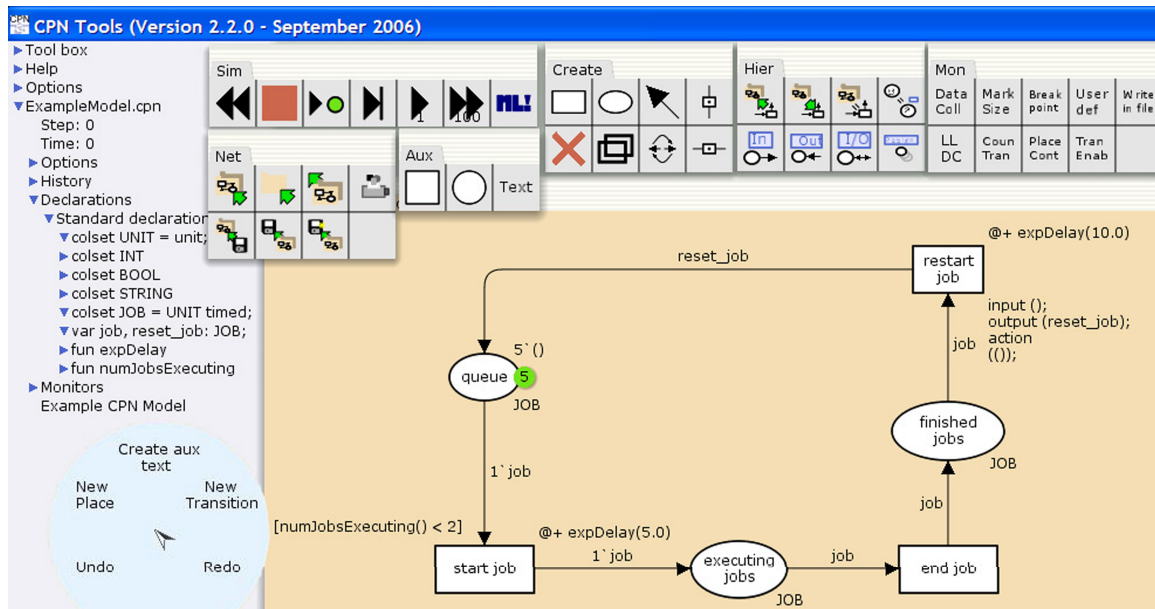 CPN Tools (Version 2.2.0 - September 2006)
Tool box
Help
Options
ExampleModel.cpn
Step: 0
Time: 0
Options
History
Declarations
Standard declaration
colset UNIT = unit;
colset INT
colset BOOL
colset STRING
colset JOB = UNIT timed;
var job, reset_job: JOB;
fun expDelay
fun numJobsExecuting
Monitors
Example CPN Model
Create aux
text
New
Place
New
Transition
Undo
Redo
Sim
1
100
ML!
Net
Aux
Text
Create
Hier
In
Out
I/O
Mon
Data
Coll
Mark
Size
Break
point
User
def
Write
in file
LL
DC
Coun
Tran
Place
Cont
Tran
Enab
@+ expDelay(10.0)
reset_job
restart
job
input ();
output (reset_job);
action
(());
job
5`()
queue
5
JOB
finished
jobs
JOB
1`job
job
[numJobsExecuting() < 2]
@+ expDelay(5.0)
start job
1`job
executing
jobs
JOB
job
end job